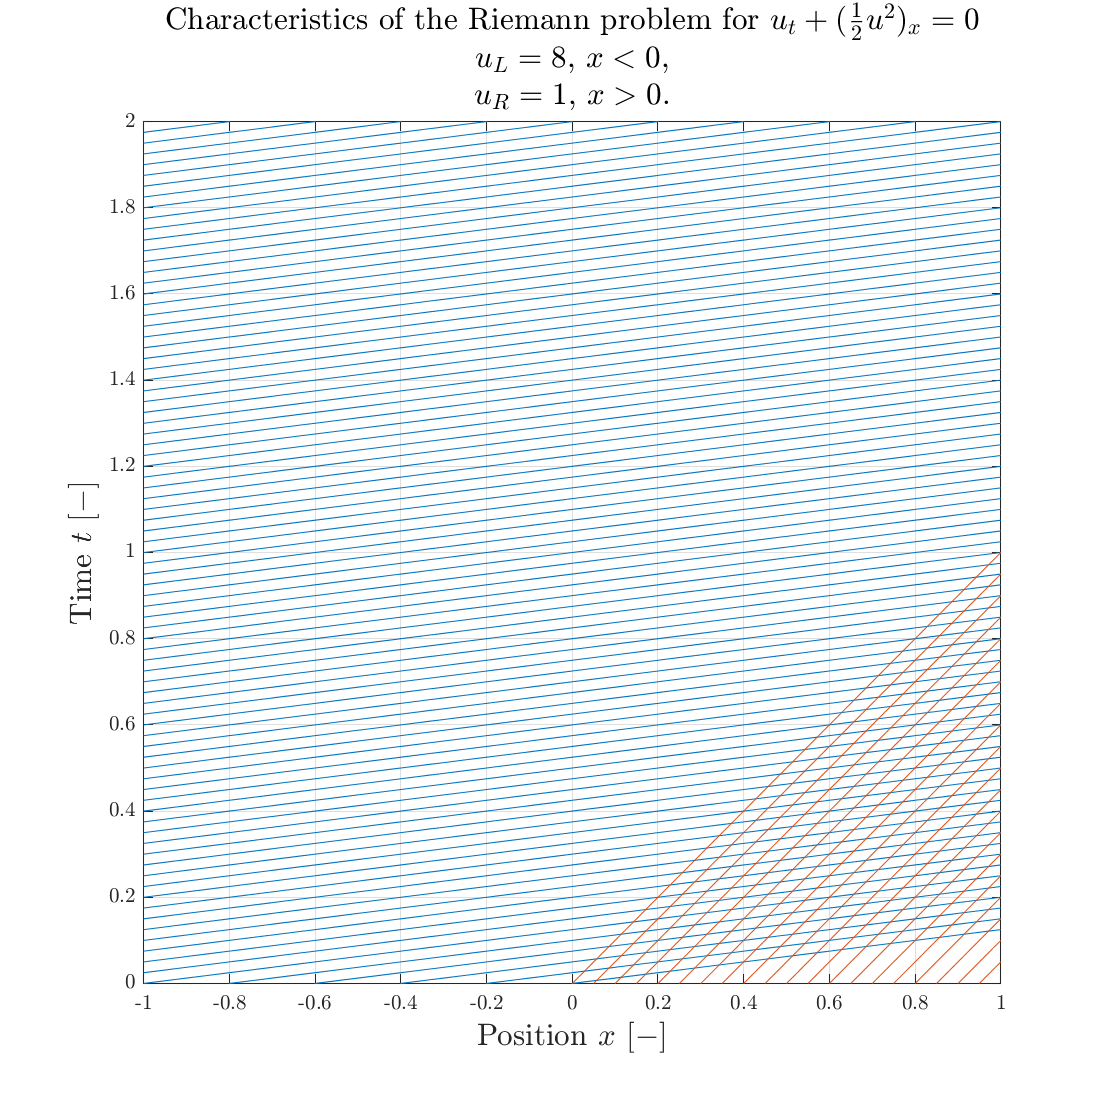 Characteristics of the Riemann problem for $u_t + (\frac{1}{2}u^2)_x = 0$
$u_L = 8, \, x < 0,$
$u_R = 1, \, x > 0.$
2
1.8
1.6
1.4
1.2
1
0.8
0.6
0.4
0.2
0
Time $t$ $[-]$
-1 -0.8 -0.6 -0.4 -0.2 0 0.2 0.4 0.6 0.8 1
Position $x$ $[-]$